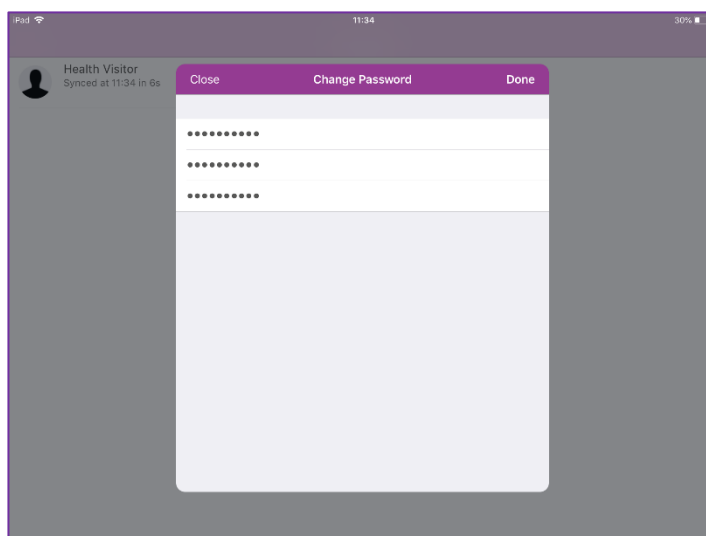 iPad 11:34 30%
Health Visitor
Synced at 11:34 in 6s
Close Change Password Done
••••••••••
••••••••••
••••••••••